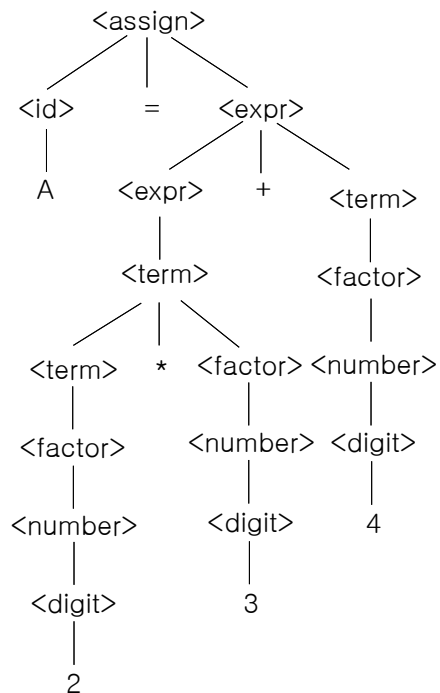 <assign>
<id> = <expr>
A <expr> + <term>
<term> <factor>
<term> * <factor> <number>
<factor> <number> <digit>
<number> <digit> 4
<digit> 3
2